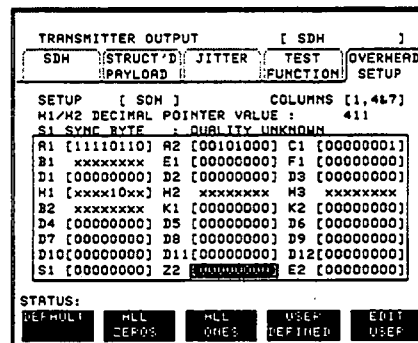 TRANSMITTER OUTPUT [ SDH ]
SDH STRUCT'D PAYLOAD JITTER TEST FUNCTION OVERHEAD SETUP
SETUP [ SOH ] COLUMNS [1,4&7]
H1/H2 DECIMAL POINTER VALUE : 411
S1 SYNC BYTE : QUALITY UNKNOWN
A1 [11110110] A2 [00101000] C1 [00000001]
B1 xxxxxxxx E1 [00000000] F1 [00000000]
D1 [00000000] D2 [00000000] D3 [00000000]
H1 [xxxx10xx] H2 xxxxxxxx H3 xxxxxxxx
B2 xxxxxxxx K1 [00000000] K2 [00000000]
D4 [00000000] D5 [00000000] D6 [00000000]
D7 [00000000] D8 [00000000] D9 [00000000]
D10[00000000] D11[00000000] D12[00000000]
S1 [00000000] Z2 [00000000] E2 [00000000]
STATUS:
DEFAULT ALL ZEROS ALL ONES USER DEFINED EDIT USER